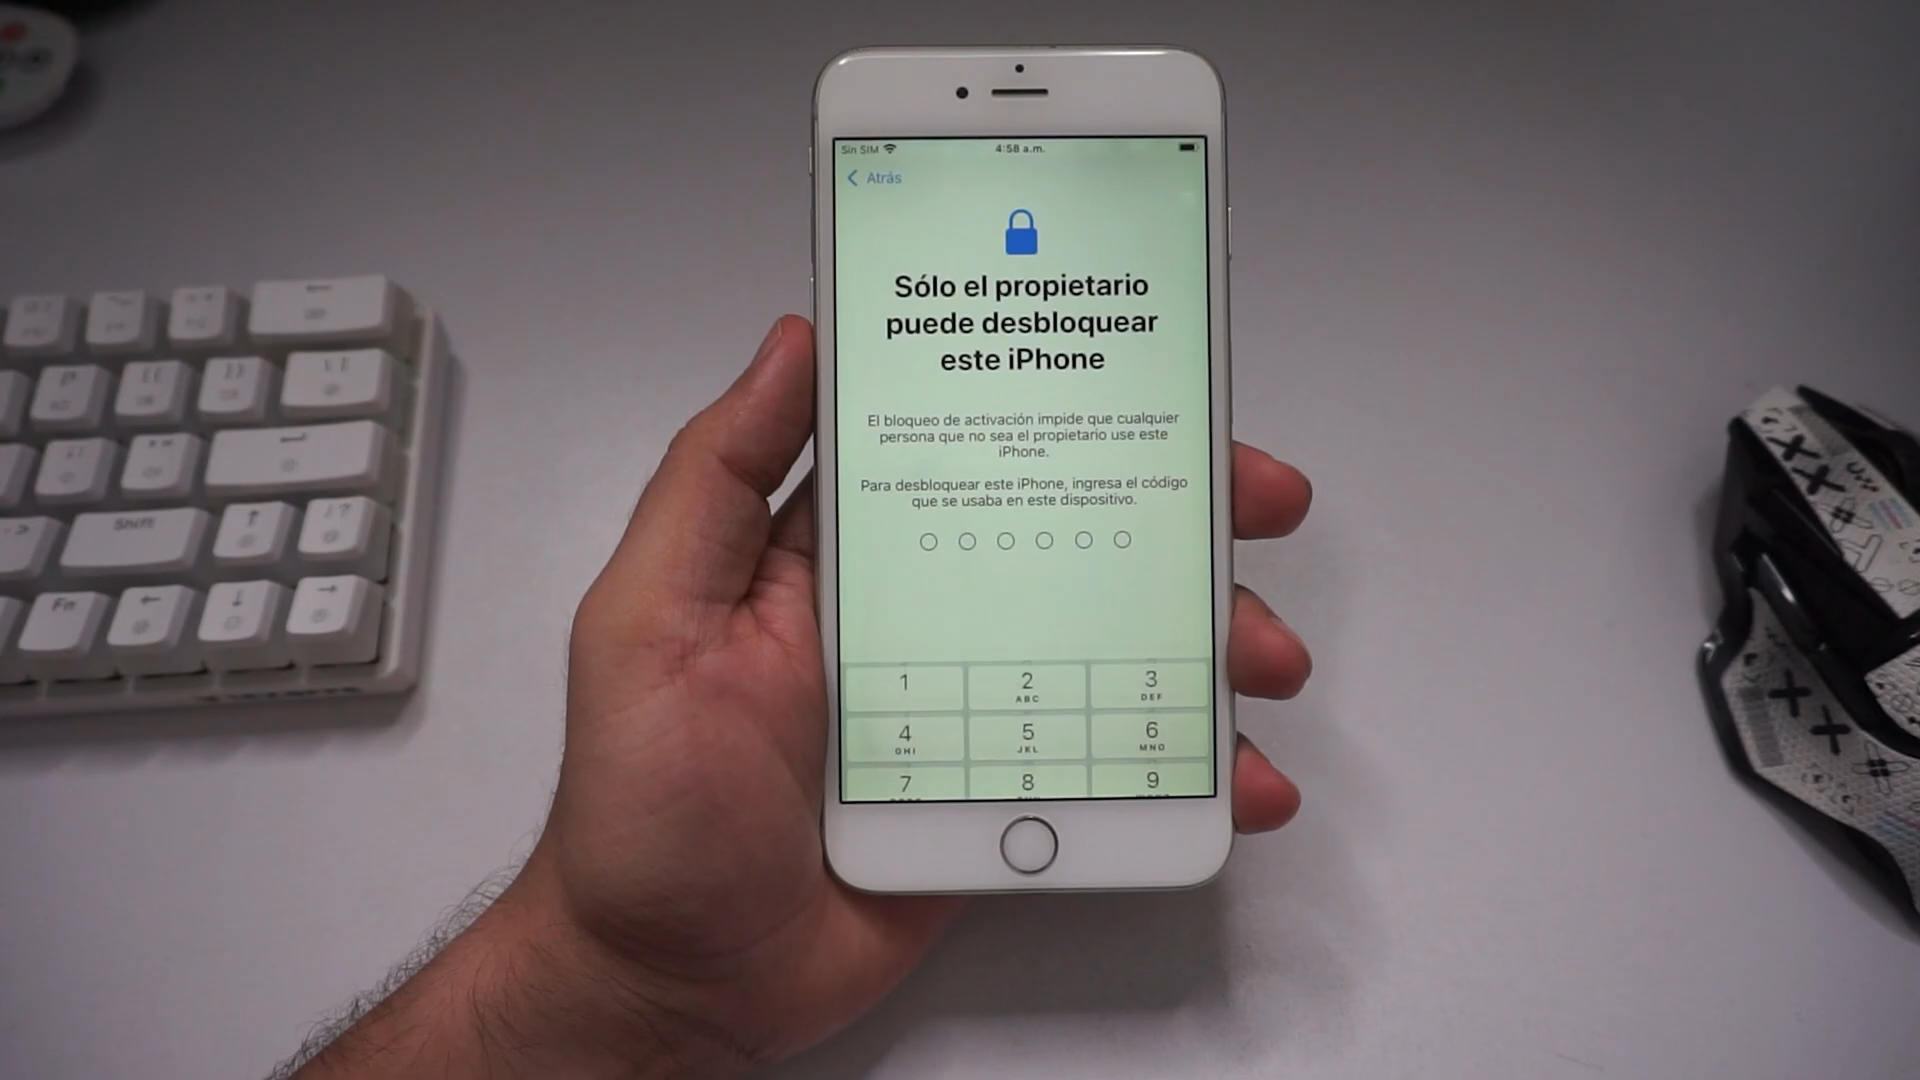 Sin SIM
4:58 a.m.
Atrás
Sólo el propietario
puede desbloquear
este iPhone
El bloqueo de activación impide que cualquier
persona que no sea el propietario use este
iPhone.
Para desbloquear este iPhone, ingresa el código
que se usaba en este dispositivo.
1 2 3
ABC DEF
4 5 6
GHI JKL MNO
7 8 9
Shift
Fn